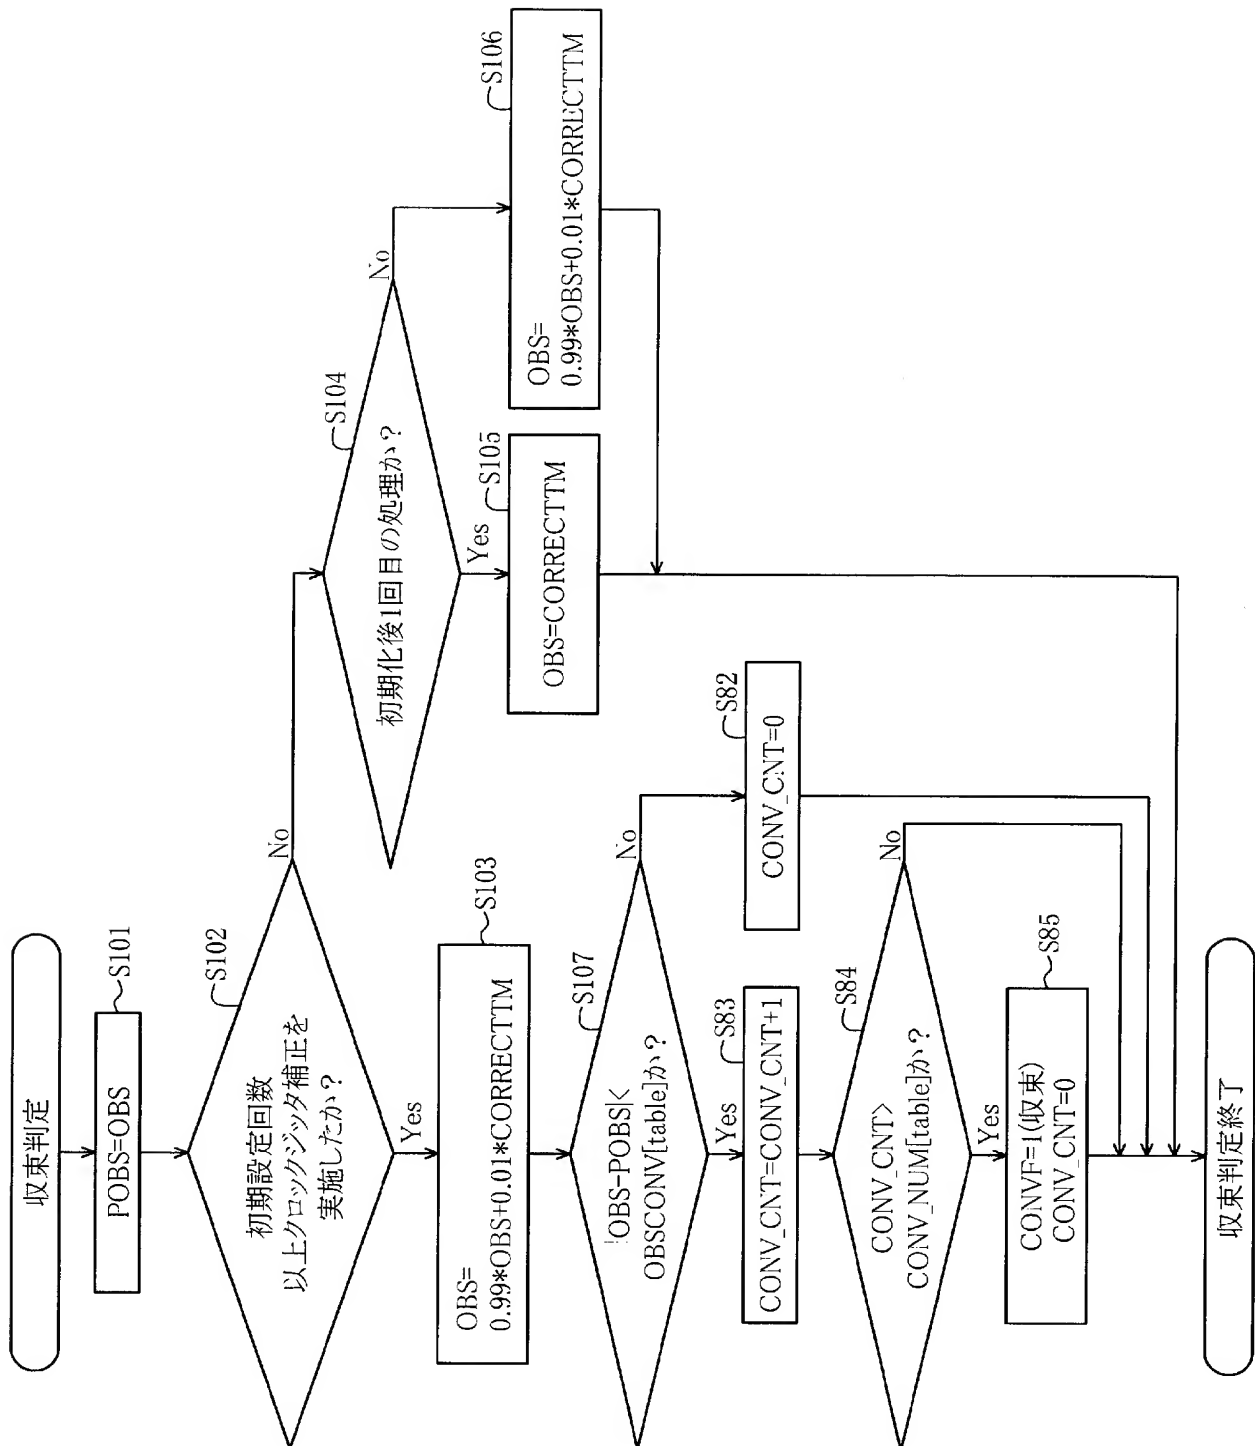 収束判定
POBS=OBS
S101
初期設定回数
以上クロックジッタ補正を
実施したか?
S102
No
Yes
OBS=
0.99*OBS+0.01*CORRECTTM
S103
初期化後1回目の処理か?
S104
No
Yes
OBS=CORRECTTM
S105
OBS=
0.99*OBS+0.01*CORRECTTM
S106
|OBS-POBS|<
OBSCONV[table]か?
S107
No
Yes
CONV_CNT=0
S82
CONV_CNT=CONV_CNT+1
S83
CONV_CNT>
CONV_NUM[table]か?
S84
No
Yes
CONVF=1(収束)
CONV_CNT=0
S85
収束判定終了